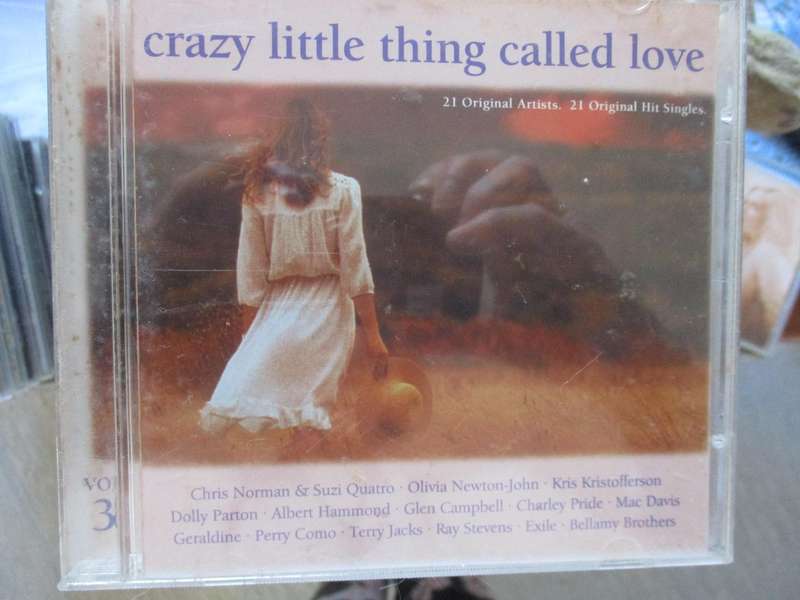 crazy little thing called love
21 Original Artists. 21 Original Hit Singles.
Chris Norman & Suzi Quatro · Olivia Newton-John · Kris Kristofferson
Dolly Parton · Albert Hammond · Glen Campbell · Charley Pride · Mac Davis
Geraldine · Perry Como · Terry Jacks · Ray Stevens · Exile · Bellamy Brothers